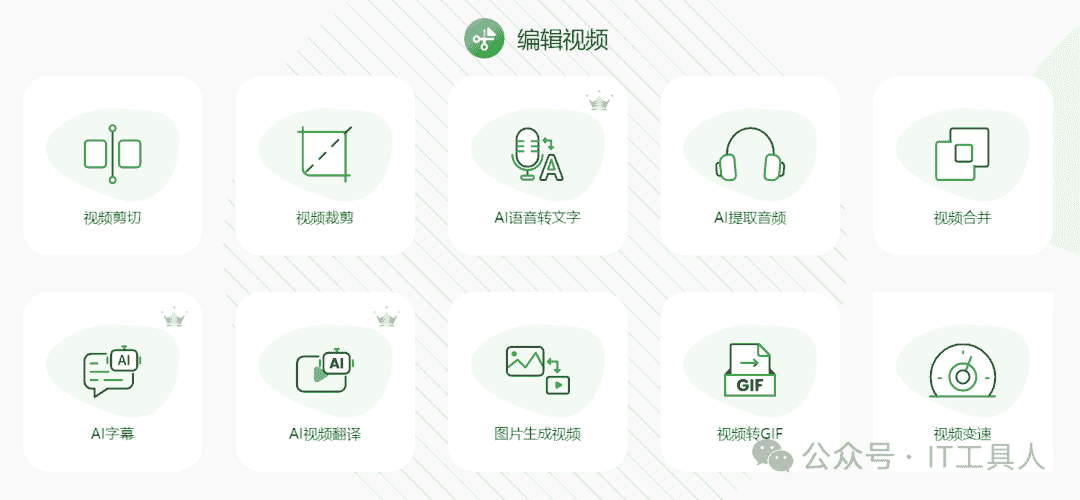 编辑视频
视频剪切
视频裁剪
AI语音转文字
AI提取音频
视频合并
AI
AI字幕
AI
AI视频翻译
图片生成视频
GIF
视频转GIF
视频变速
公众号·IT工具人